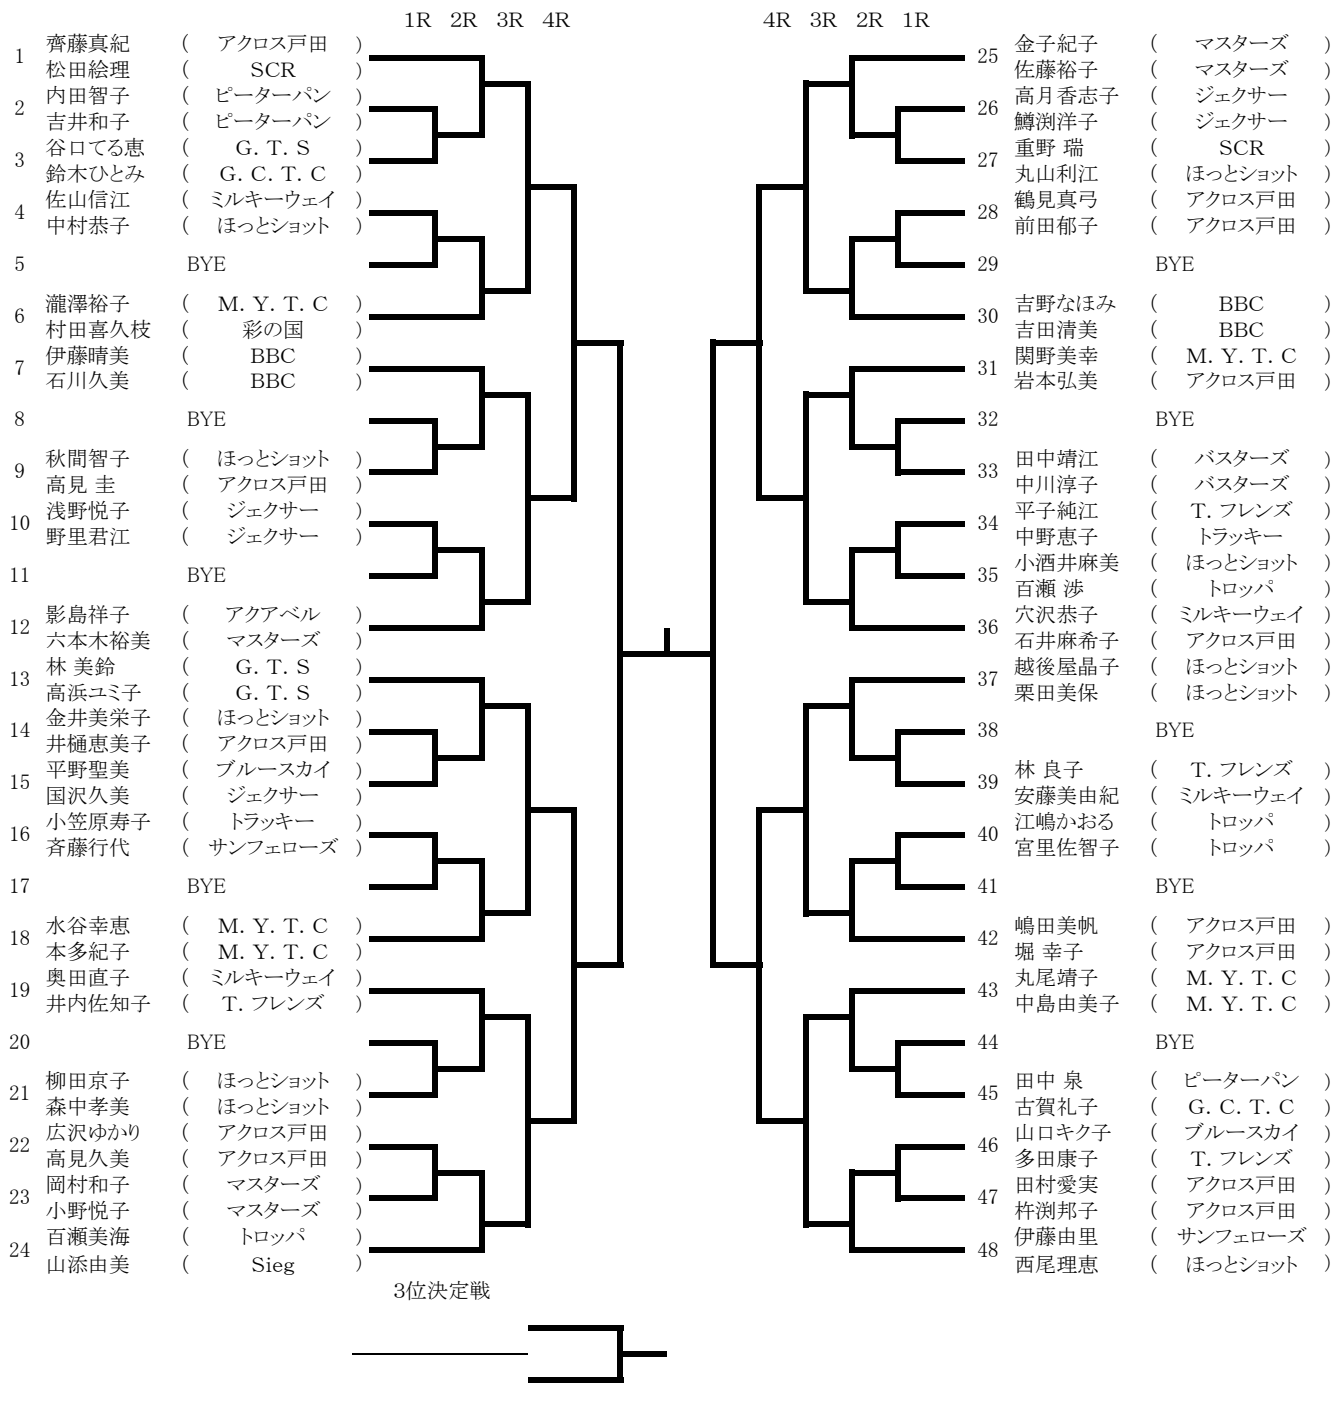 1R 2R 3R 4R
1
齊藤真紀 ( アクロス戸田 )
松田絵理 ( SCR )
2
内田智子 ( ピーターパン )
吉井和子 ( ピーターパン )
3
谷口てる恵 ( G. T. S )
鈴木ひとみ ( G. C. T. C )
4
佐山信江 ( ミルキーウェイ )
中村恭子 ( ほっとショット )
5 BYE
6
瀧澤裕子 ( M. Y. T. C )
村田喜久枝 ( 彩の国 )
7
伊藤晴美 ( BBC )
石川久美 ( BBC )
8 BYE
9
秋間智子 ( ほっとショット )
高見 圭 ( アクロス戸田 )
10
浅野悦子 ( ジェクサー )
野里君江 ( ジェクサー )
11 BYE
12
影島祥子 ( アクアベル )
六本木裕美 ( マスターズ )
13
林 美鈴 ( G. T. S )
高浜ユミ子 ( G. T. S )
14
金井美栄子 ( ほっとショット )
井樋恵美子 ( アクロス戸田 )
15
平野聖美 ( ブルースカイ )
国沢久美 ( ジェクサー )
16
小笠原寿子 ( トラッキー )
斉藤行代 ( サンフェローズ )
17 BYE
18
水谷幸恵 ( M. Y. T. C )
本多紀子 ( M. Y. T. C )
19
奥田直子 ( ミルキーウェイ )
井内佐知子 ( T. フレンズ )
20 BYE
21
柳田京子 ( ほっとショット )
森中孝美 ( ほっとショット )
22
広沢ゆかり ( アクロス戸田 )
高見久美 ( アクロス戸田 )
23
岡村和子 ( マスターズ )
小野悦子 ( マスターズ )
24
百瀬美海 ( トロッパ )
山添由美 ( Sieg )
4R 3R 2R 1R
25
金子紀子 ( マスターズ )
佐藤裕子 ( マスターズ )
26
高月香志子 ( ジェクサー )
鱒渕洋子 ( ジェクサー )
27
重野 瑞 ( SCR )
丸山利江 ( ほっとショット )
28
鶴見真弓 ( アクロス戸田 )
前田郁子 ( アクロス戸田 )
29 BYE
30
吉野なほみ ( BBC )
吉田清美 ( BBC )
31
関野美幸 ( M. Y. T. C )
岩本弘美 ( アクロス戸田 )
32 BYE
33
田中靖江 ( バスターズ )
中川淳子 ( バスターズ )
34
平子純江 ( T. フレンズ )
中野恵子 ( トラッキー )
35
小酒井麻美 ( ほっとショット )
百瀬 渉 ( トロッパ )
36
穴沢恭子 ( ミルキーウェイ )
石井麻希子 ( アクロス戸田 )
37
越後屋晶子 ( ほっとショット )
栗田美保 ( ほっとショット )
38 BYE
39
林 良子 ( T. フレンズ )
安藤美由紀 ( ミルキーウェイ )
40
江嶋かおる ( トロッパ )
宮里佐智子 ( トロッパ )
41 BYE
42
嶋田美帆 ( アクロス戸田 )
堀 幸子 ( アクロス戸田 )
43
丸尾靖子 ( M. Y. T. C )
中島由美子 ( M. Y. T. C )
44 BYE
45
田中 泉 ( ピーターパン )
古賀礼子 ( G. C. T. C )
46
山口キク子 ( ブルースカイ )
多田康子 ( T. フレンズ )
47
田村愛実 ( アクロス戸田 )
杵渕邦子 ( アクロス戸田 )
48
伊藤由里 ( サンフェローズ )
西尾理恵 ( ほっとショット )
3位決定戦